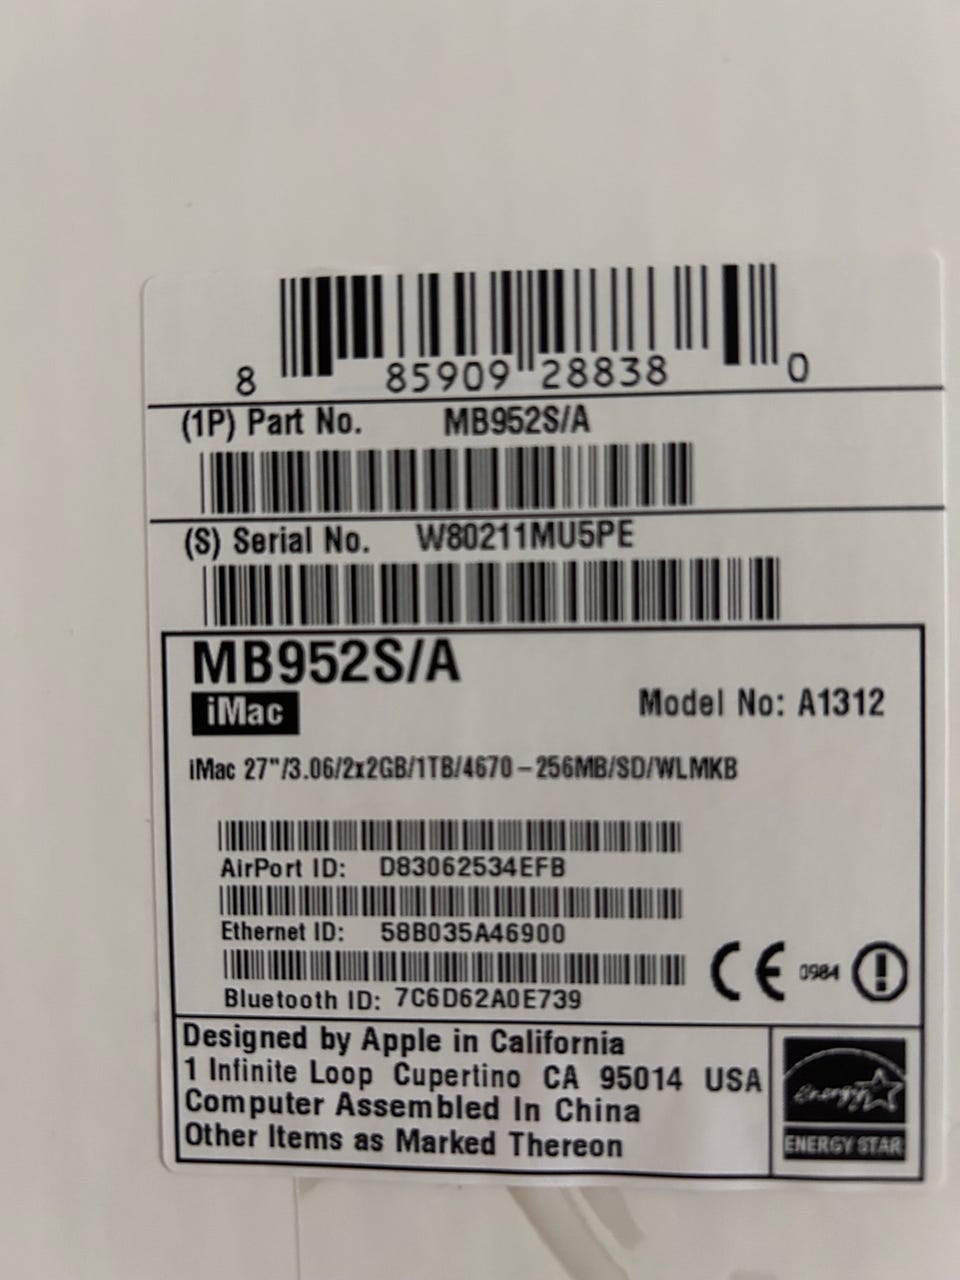 8 85909 28838 0
(1P) Part No. MB952S/A
(S) Serial No. W80211MU5PE
MB952S/A
iMac
Model No: A1312
iMac 27"/3.06/2x2GB/1TB/4670-256MB/SD/WLMKB
AirPort ID: D83062534EFB
Ethernet ID: 58B035A46900
Bluetooth ID: 7C6D62A0E739
CE 0984
Designed by Apple in California
1 Infinite Loop Cupertino CA 95014 USA
Computer Assembled In China
Other Items as Marked Thereon
Energy
ENERGY STAR